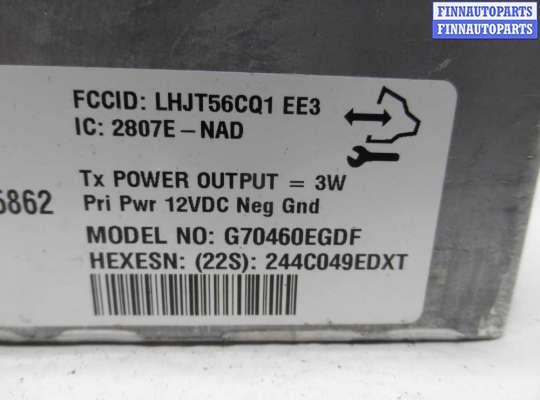 FINNAUTOPARTS
FINNAUTOPARTS
FCCID: LHJT56CQ1 EE3
IC: 2807E–NAD
5862
Tx POWER OUTPUT = 3W
Pri Pwr 12VDC Neg Gnd
MODEL NO: G70460EGDF
HEXESN: (22S): 244C049EDXT